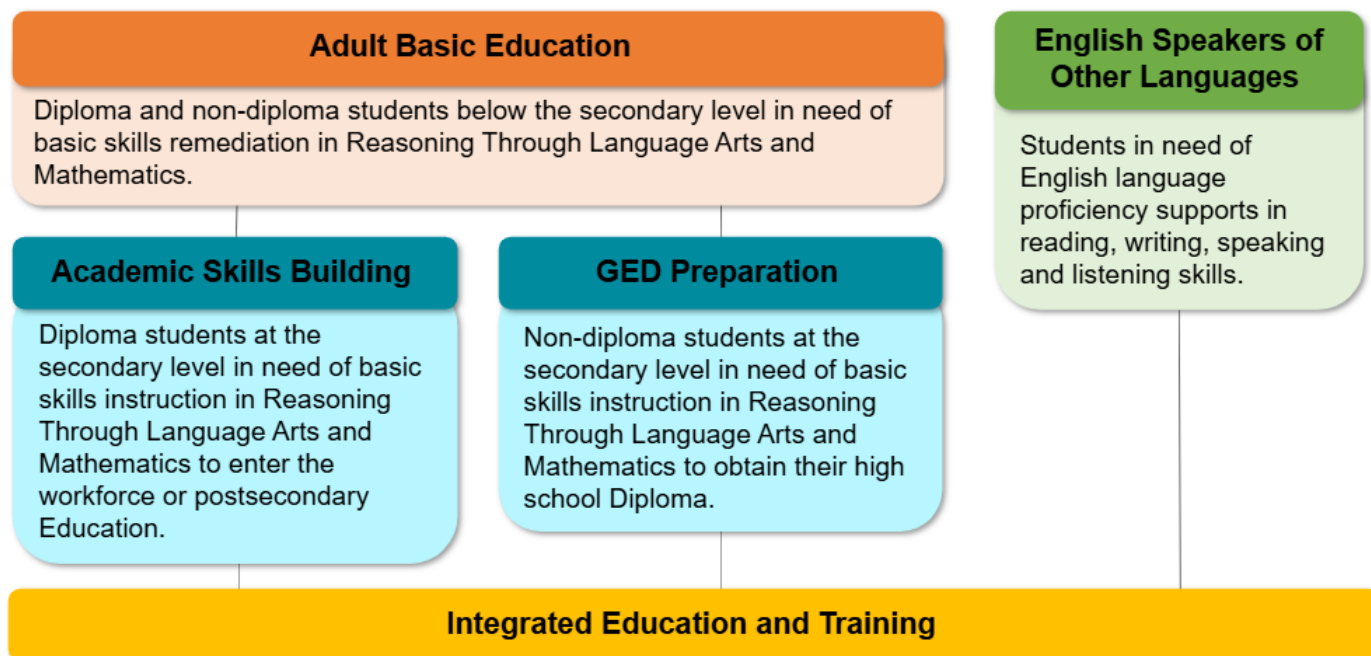 Adult Basic Education
Diploma and non-diploma students below the secondary level in need of
basic skills remediation in Reasoning Through Language Arts and
Mathematics.
English Speakers of
Other Languages
Students in need of
English language
proficiency supports in
reading, writing, speaking
and listening skills.
Academic Skills Building
Diploma students at the
secondary level in need of basic
skills instruction in Reasoning
Through Language Arts and
Mathematics to enter the
workforce or postsecondary
Education.
GED Preparation
Non-diploma students at the
secondary level in need of basic
skills instruction in Reasoning
Through Language Arts and
Mathematics to obtain their high
school Diploma.
Integrated Education and Training